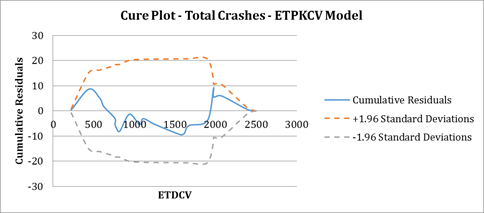 Cure Plot - Total Crashes - ETPKCV Model
Cumulative Residuals
30
20
10
0
-10
-20
-30
0
500
1000
1500
2000
2500
3000
ETDCV
Cumulative Residuals
+1.96 Standard Deviations
-1.96 Standard Deviations